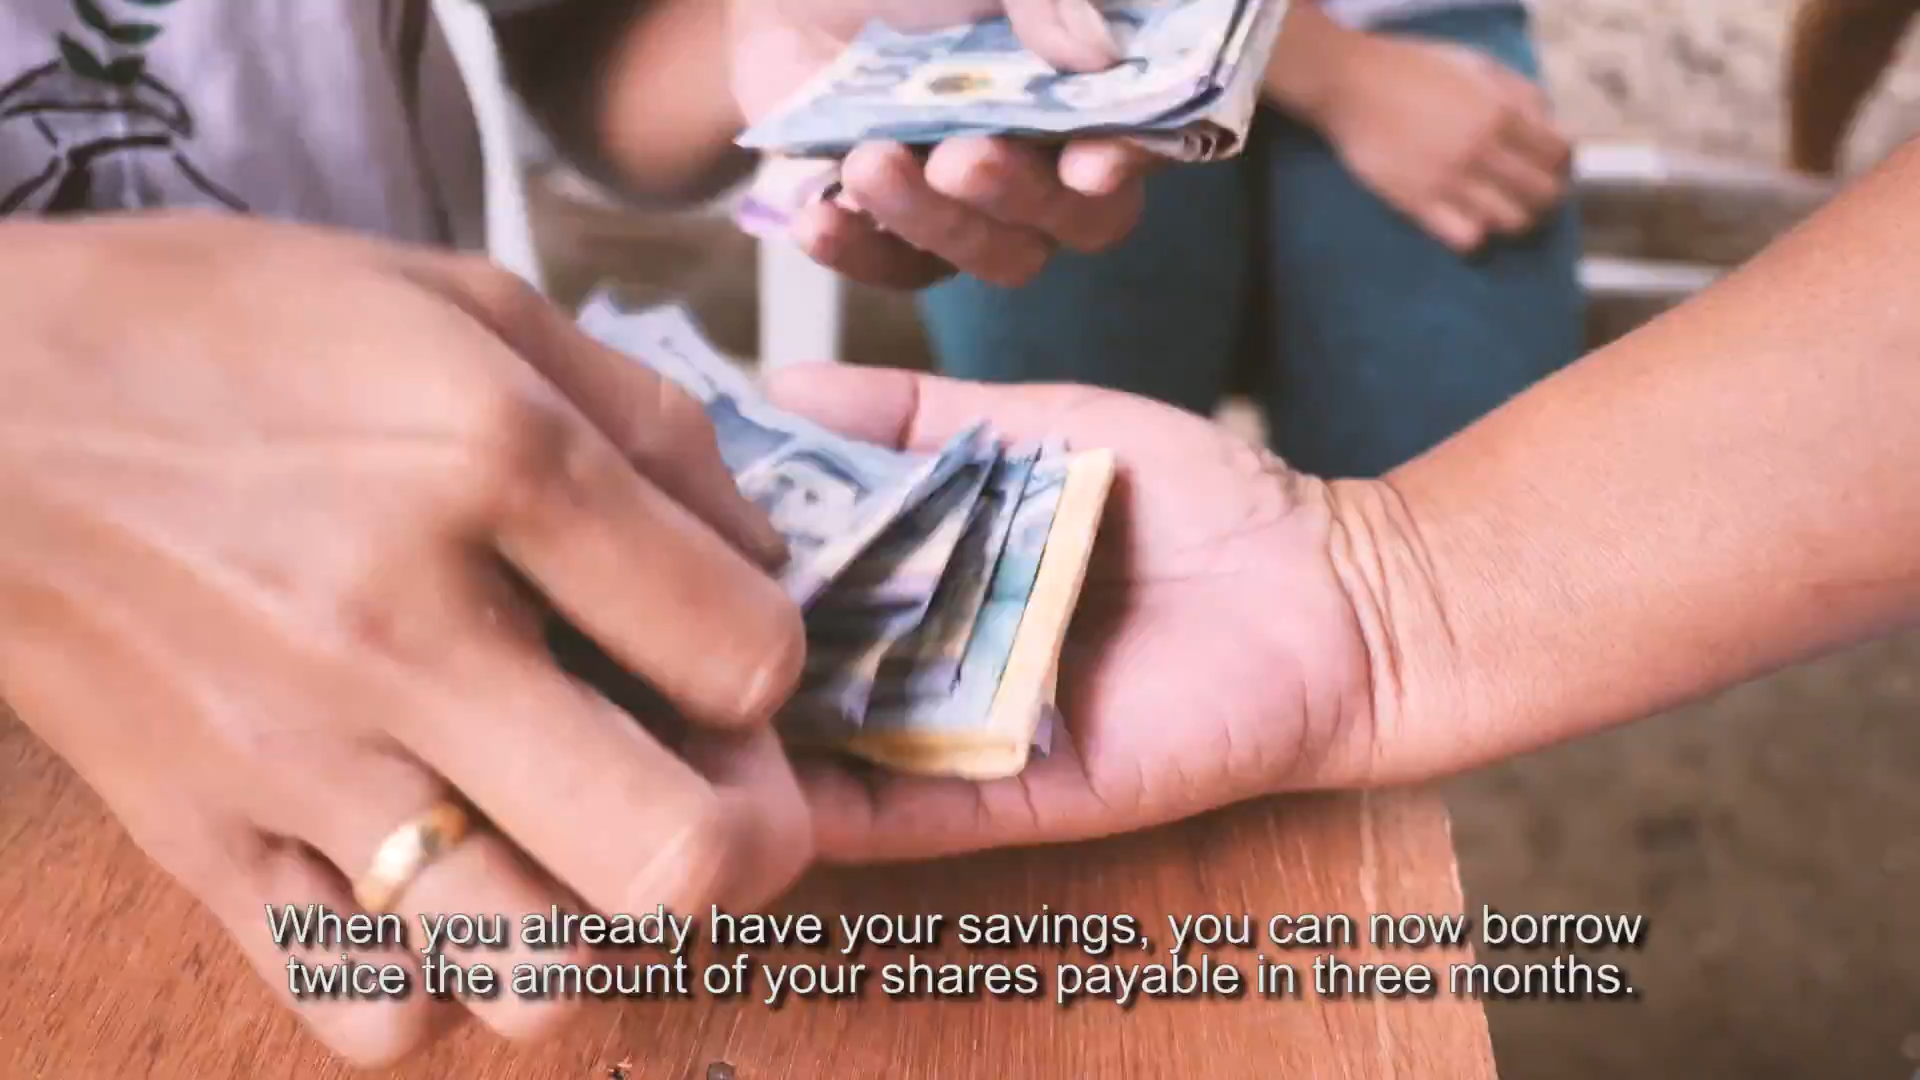 When you already have your savings, you can now borrow
twice the amount of your shares payable in three months.